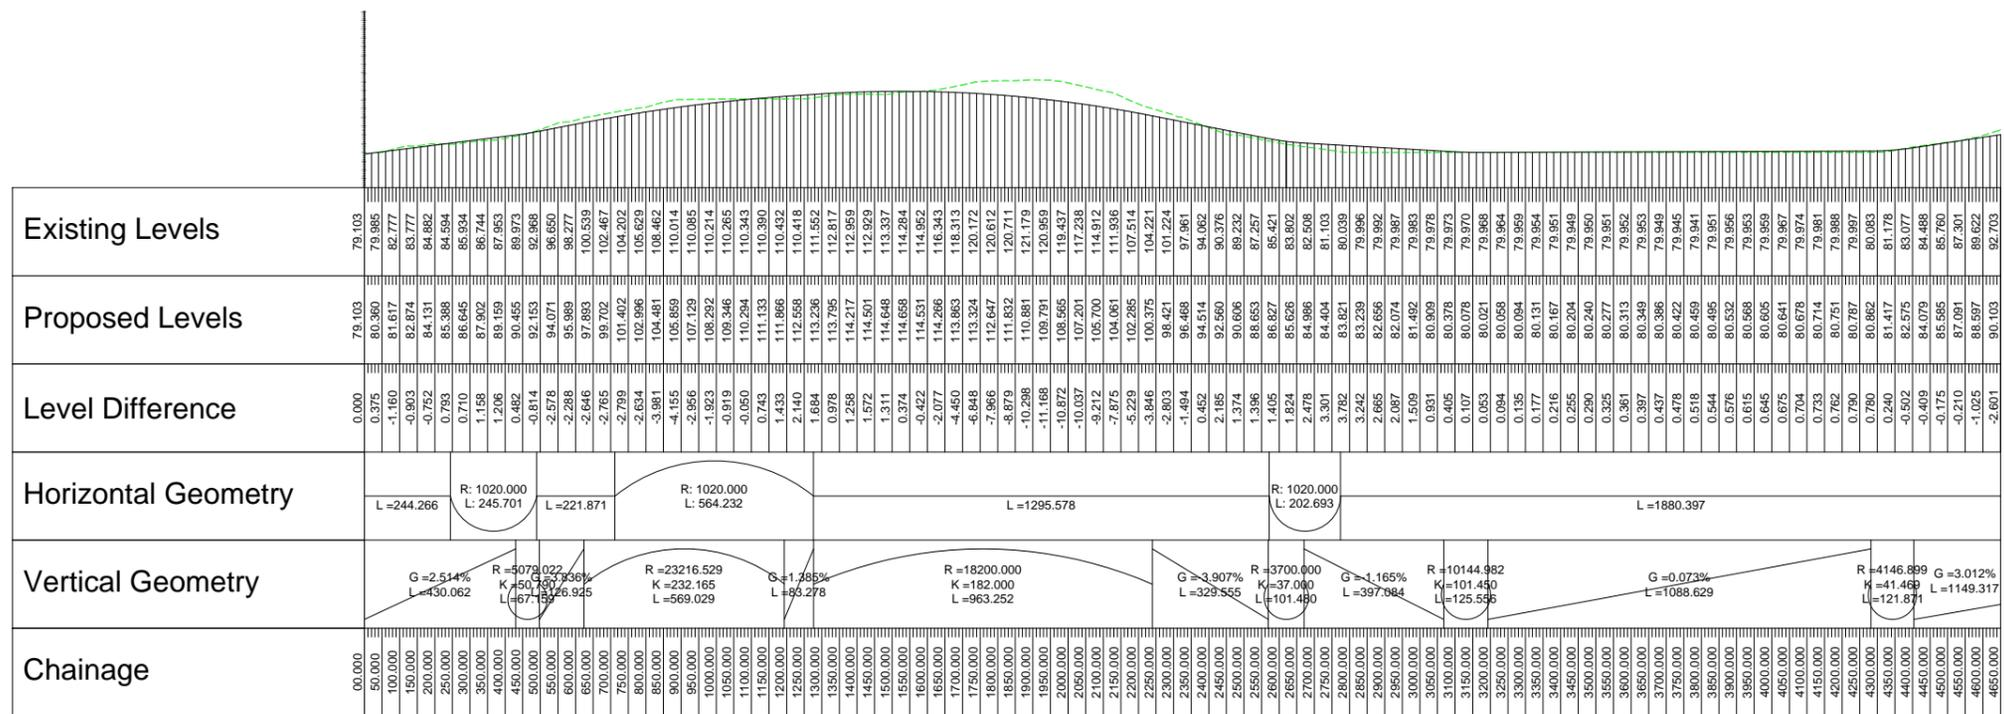 Existing Levels
79.103 79.985 82.777 83.777 84.882 84.594 85.934 86.744 87.953 89.973 92.968 96.650 98.277 100.539 102.467 104.202 105.629 108.462 110.014 110.085 110.214 110.265 110.343 110.390 110.432 110.418 111.552 112.817 112.959 112.929 113.337 114.284 114.952 116.343 118.313 120.172 120.612 120.711 121.179 120.959 119.437 117.238 114.912 111.936 107.514 104.221 101.224 97.961 94.062 90.376 89.232 87.257 85.421 83.802 82.508 81.103 80.039 79.996 79.992 79.987 79.983 79.978 79.973 79.970 79.968 79.964 79.959 79.954 79.951 79.949 79.950 79.951 79.952 79.953 79.949 79.945 79.941 79.951 79.956 79.953 79.959 79.967 79.974 79.981 79.988 79.997 80.083 81.178 83.077 84.488 85.760 87.301 89.622 92.703
Proposed Levels
79.103 80.360 81.617 82.874 84.131 85.388 86.645 87.902 89.159 90.455 92.153 94.071 95.989 97.893 99.702 101.402 102.996 104.481 105.859 107.129 108.292 109.346 110.294 111.133 111.866 112.558 113.236 113.795 114.217 114.501 114.648 114.658 114.531 114.266 113.863 113.324 112.647 111.832 110.881 109.791 108.565 107.201 105.700 104.061 102.285 100.375 98.421 96.468 94.514 92.560 90.606 88.653 86.827 85.626 84.986 84.404 83.821 83.239 82.656 82.074 81.492 80.909 80.378 80.078 80.021 80.058 80.094 80.131 80.167 80.204 80.240 80.277 80.313 80.349 80.386 80.422 80.459 80.495 80.532 80.568 80.605 80.641 80.678 80.714 80.751 80.787 80.862 81.417 82.575 84.079 85.585 87.091 88.597 90.103
Level Difference
0.000 0.375 -1.160 -0.903 -0.752 0.793 0.710 1.158 1.206 0.482 -0.814 -2.578 -2.288 -2.646 -2.765 -2.799 -2.634 -3.981 -4.155 -2.956 -1.923 -0.919 -0.050 0.743 1.433 2.140 1.684 0.978 1.258 1.572 1.311 0.374 -0.422 -2.077 -4.450 -6.848 -7.966 -8.879 -10.298 -11.168 -10.872 -10.037 -9.212 -7.875 -5.229 -3.846 -2.803 -1.494 0.452 2.185 1.374 1.396 1.405 1.824 2.478 3.301 3.782 3.242 2.665 2.087 1.509 0.931 0.405 0.107 0.053 0.094 0.135 0.177 0.216 0.255 0.290 0.325 0.361 0.397 0.437 0.478 0.518 0.544 0.576 0.615 0.645 0.675 0.704 0.733 0.762 0.790 0.780 0.240 -0.502 -0.409 -0.175 -0.210 -1.025 -2.601
Horizontal Geometry
L =244.266
R: 1020.000
L: 245.701
L =221.871
R: 1020.000
L: 564.232
L =1295.578
R: 1020.000
L: 202.693
L =1880.397
Vertical Geometry
G =2.514%
L =430.062
R =5079.022
K =50.790
L =67.159
G =3.836%
L =126.925
R =23216.529
K =232.165
L =569.029
G =1.385%
L =83.278
R =18200.000
K =182.000
L =963.252
G =-3.907%
L =329.555
R =3700.000
K =37.000
L =101.480
G =-1.165%
L =397.084
R =10144.982
K =101.450
L =125.556
G =0.073%
L =1088.629
R =4146.899
K =41.469
L =121.871
G =3.012%
L =1149.317
Chainage
00.000 50.000 100.000 150.000 200.000 250.000 300.000 350.000 400.000 450.000 500.000 550.000 600.000 650.000 700.000 750.000 800.000 850.000 900.000 950.000 1000.000 1050.000 1100.000 1150.000 1200.000 1250.000 1300.000 1350.000 1400.000 1450.000 1500.000 1550.000 1600.000 1650.000 1700.000 1750.000 1800.000 1850.000 1900.000 1950.000 2000.000 2050.000 2100.000 2150.000 2200.000 2250.000 2300.000 2350.000 2400.000 2450.000 2500.000 2550.000 2600.000 2650.000 2700.000 2750.000 2800.000 2850.000 2900.000 2950.000 3000.000 3050.000 3100.000 3150.000 3200.000 3250.000 3300.000 3350.000 3400.000 3450.000 3500.000 3550.000 3600.000 3650.000 3700.000 3750.000 3800.000 3850.000 3900.000 3950.000 4000.000 4050.000 4100.000 4150.000 4200.000 4250.000 4300.000 4350.000 4400.000 4450.000 4500.000 4550.000 4600.000 4650.000